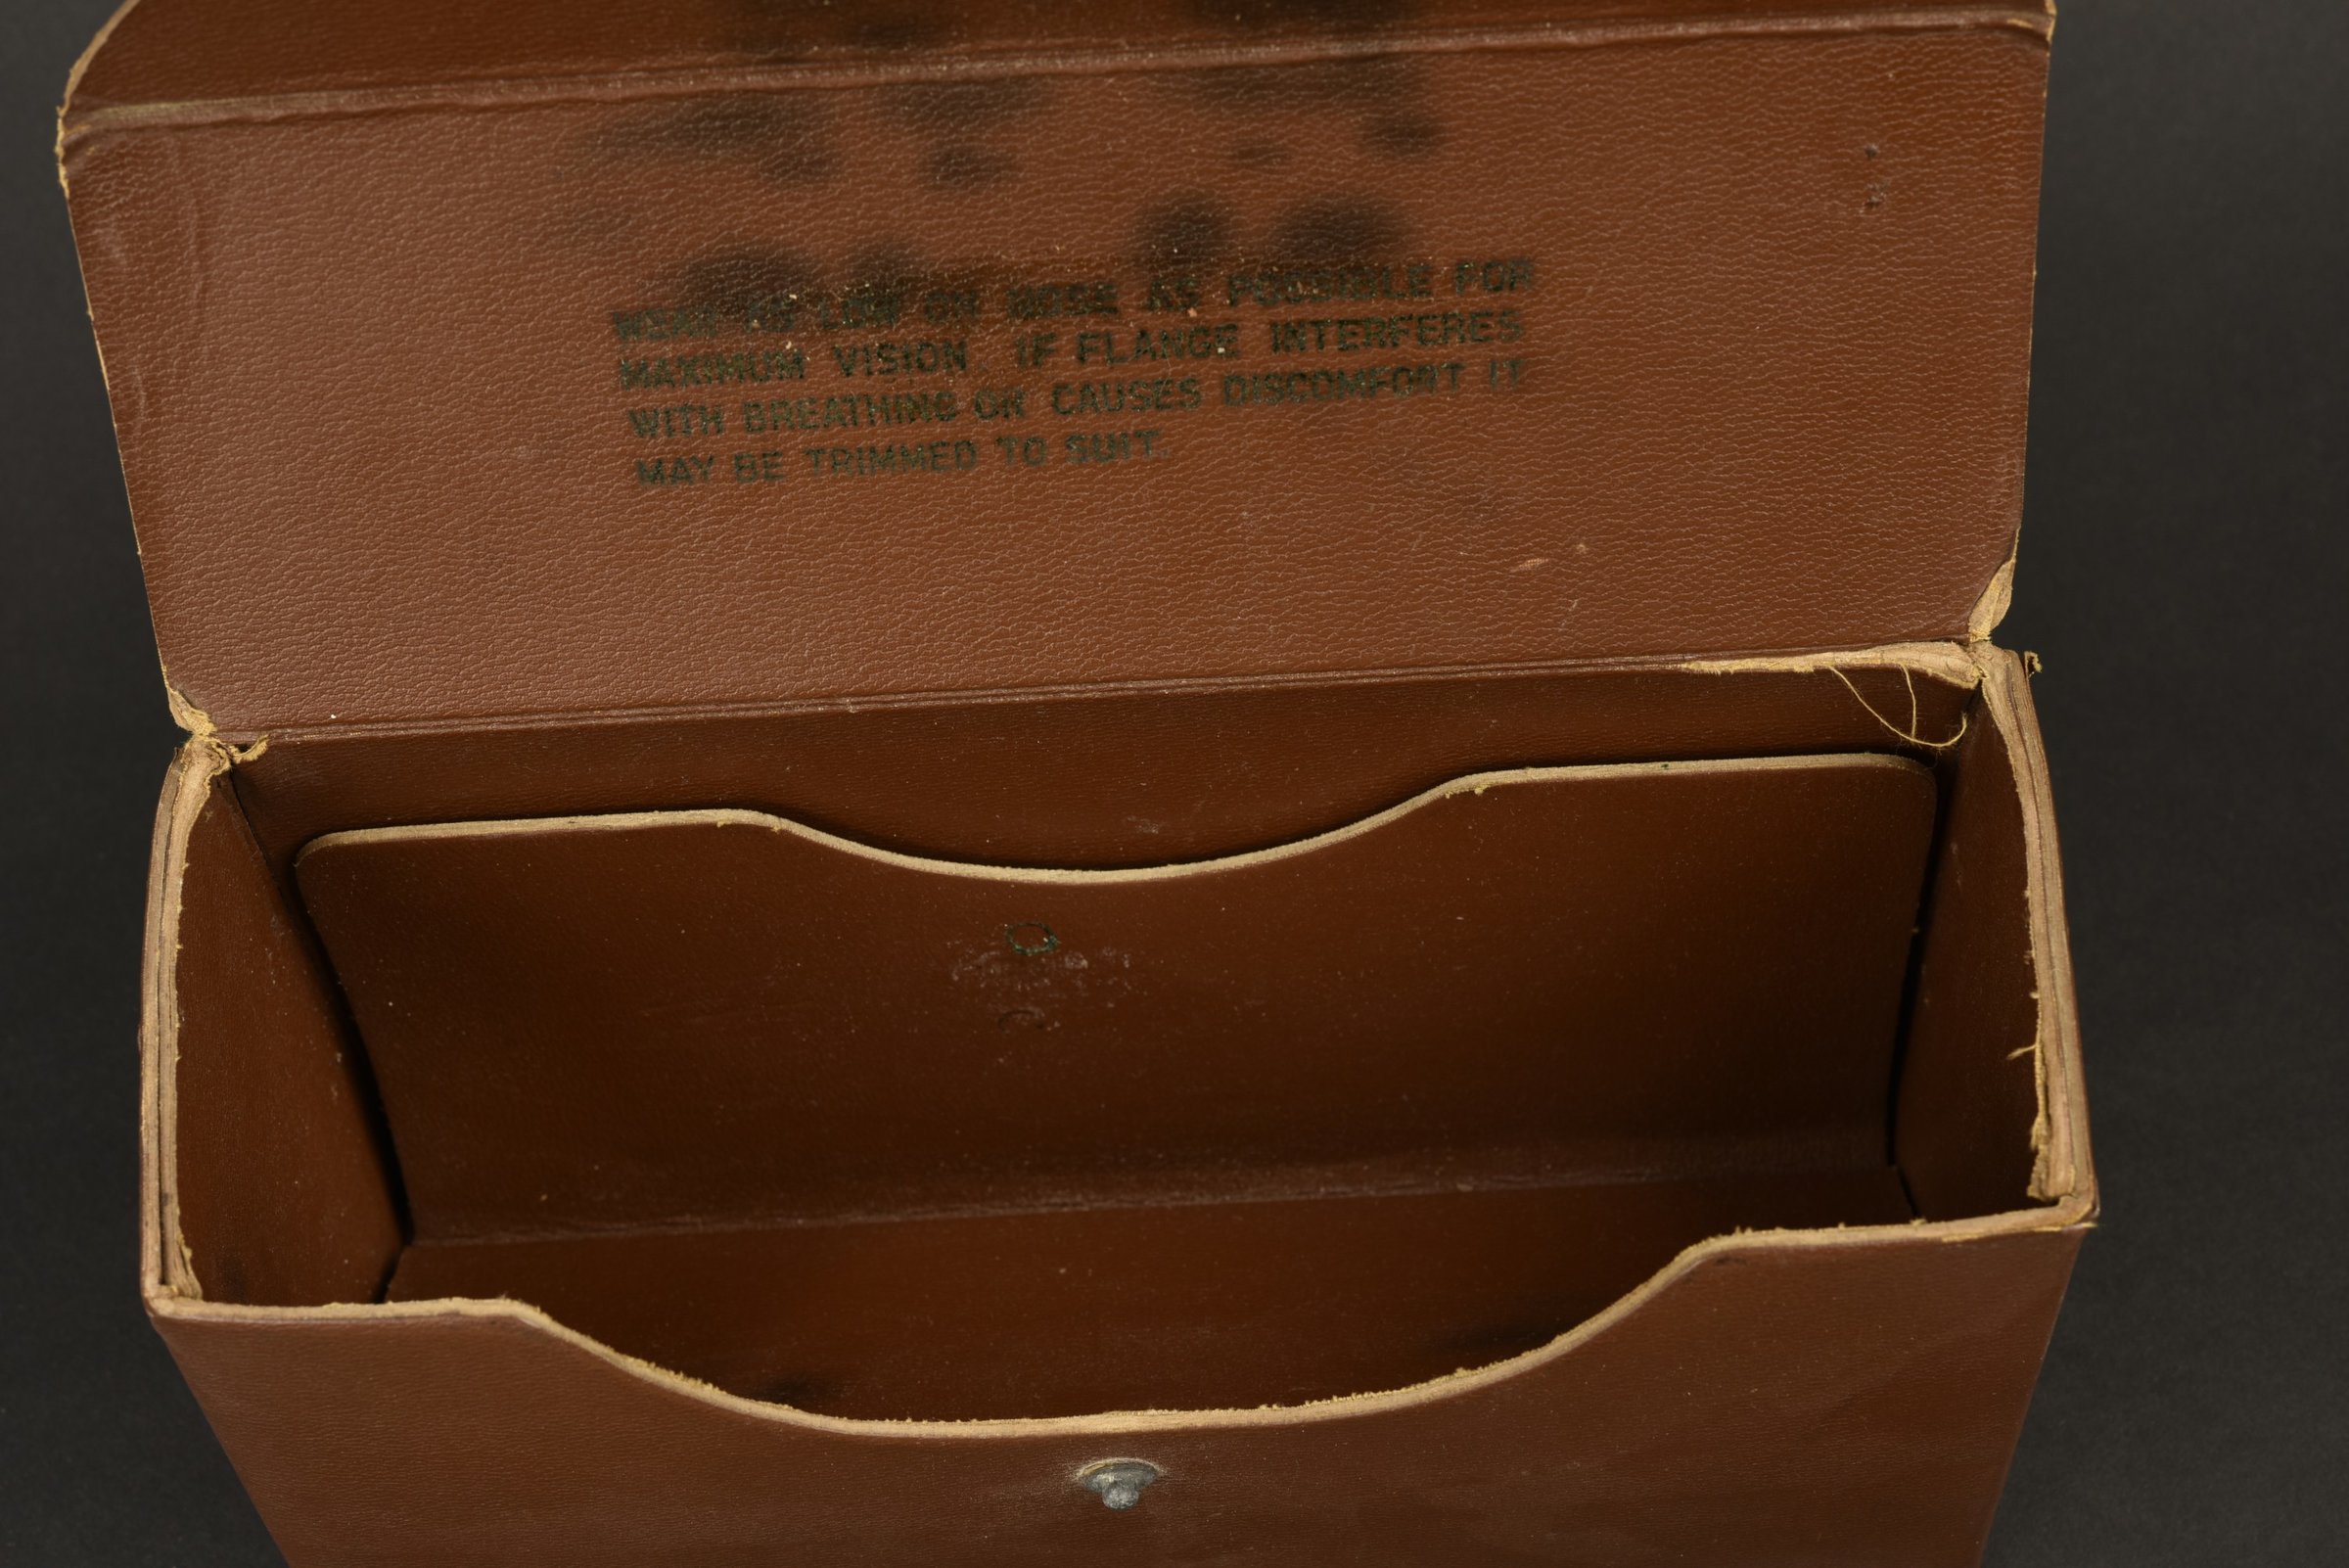 WEAR AS LOW ON NOSE AS POSSIBLE FOR
MAXIMUM VISION. IF FLANGE INTERFERES
WITH BREATHING OR CAUSES DISCOMFORT IT
MAY BE TRIMMED TO SUIT.